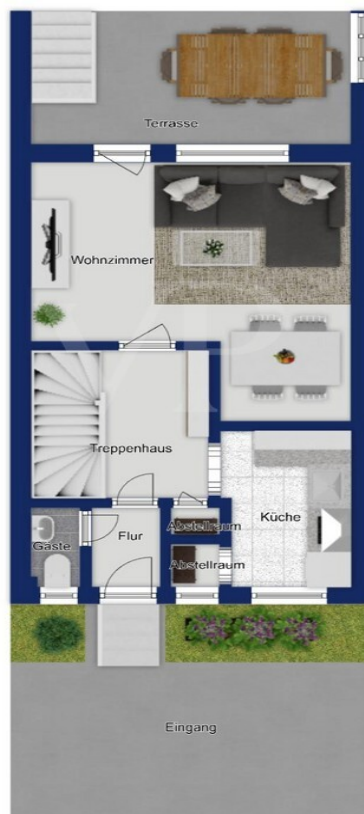 Terrasse
Wohnzimmer
Treppenhaus
Küche
Abstellraum
Flur
Gäste
Abstellraum
Eingang